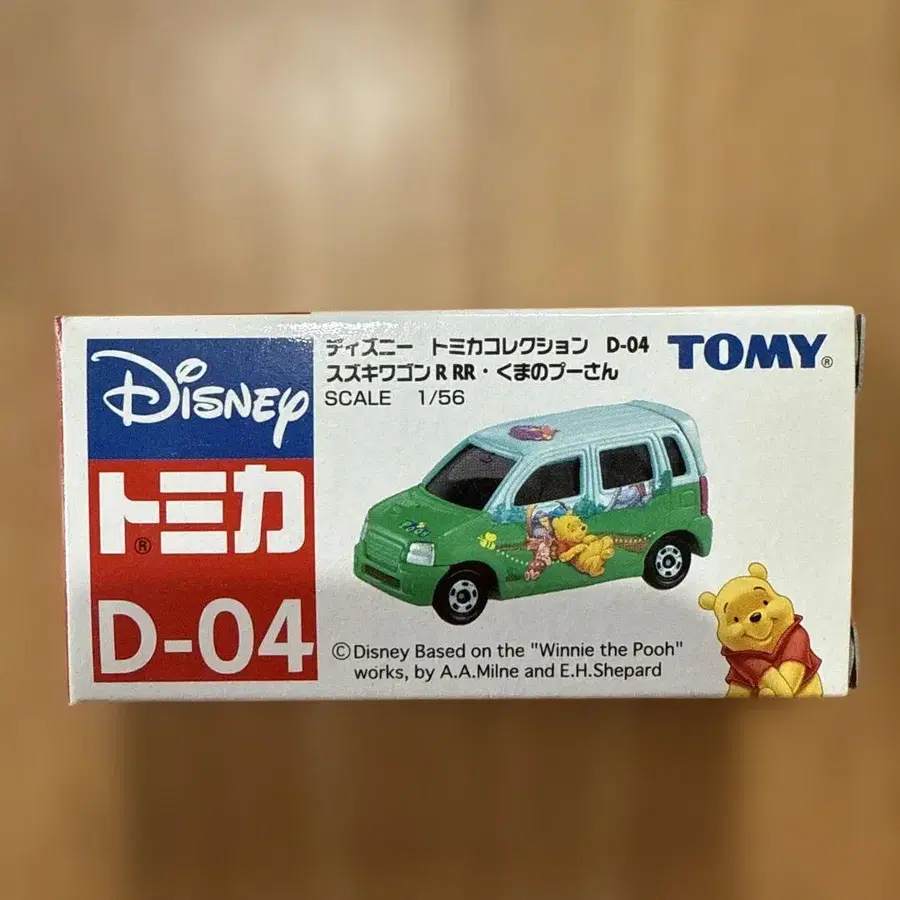 DISNEY
トミカ®
D-04
ディズニー トミカコレクション D-04
スズキワゴンR RR・くまのプーさん
SCALE 1/56
TOMY®
©Disney Based on the "Winnie the Pooh"
works, by A.A.Milne and E.H.Shepard